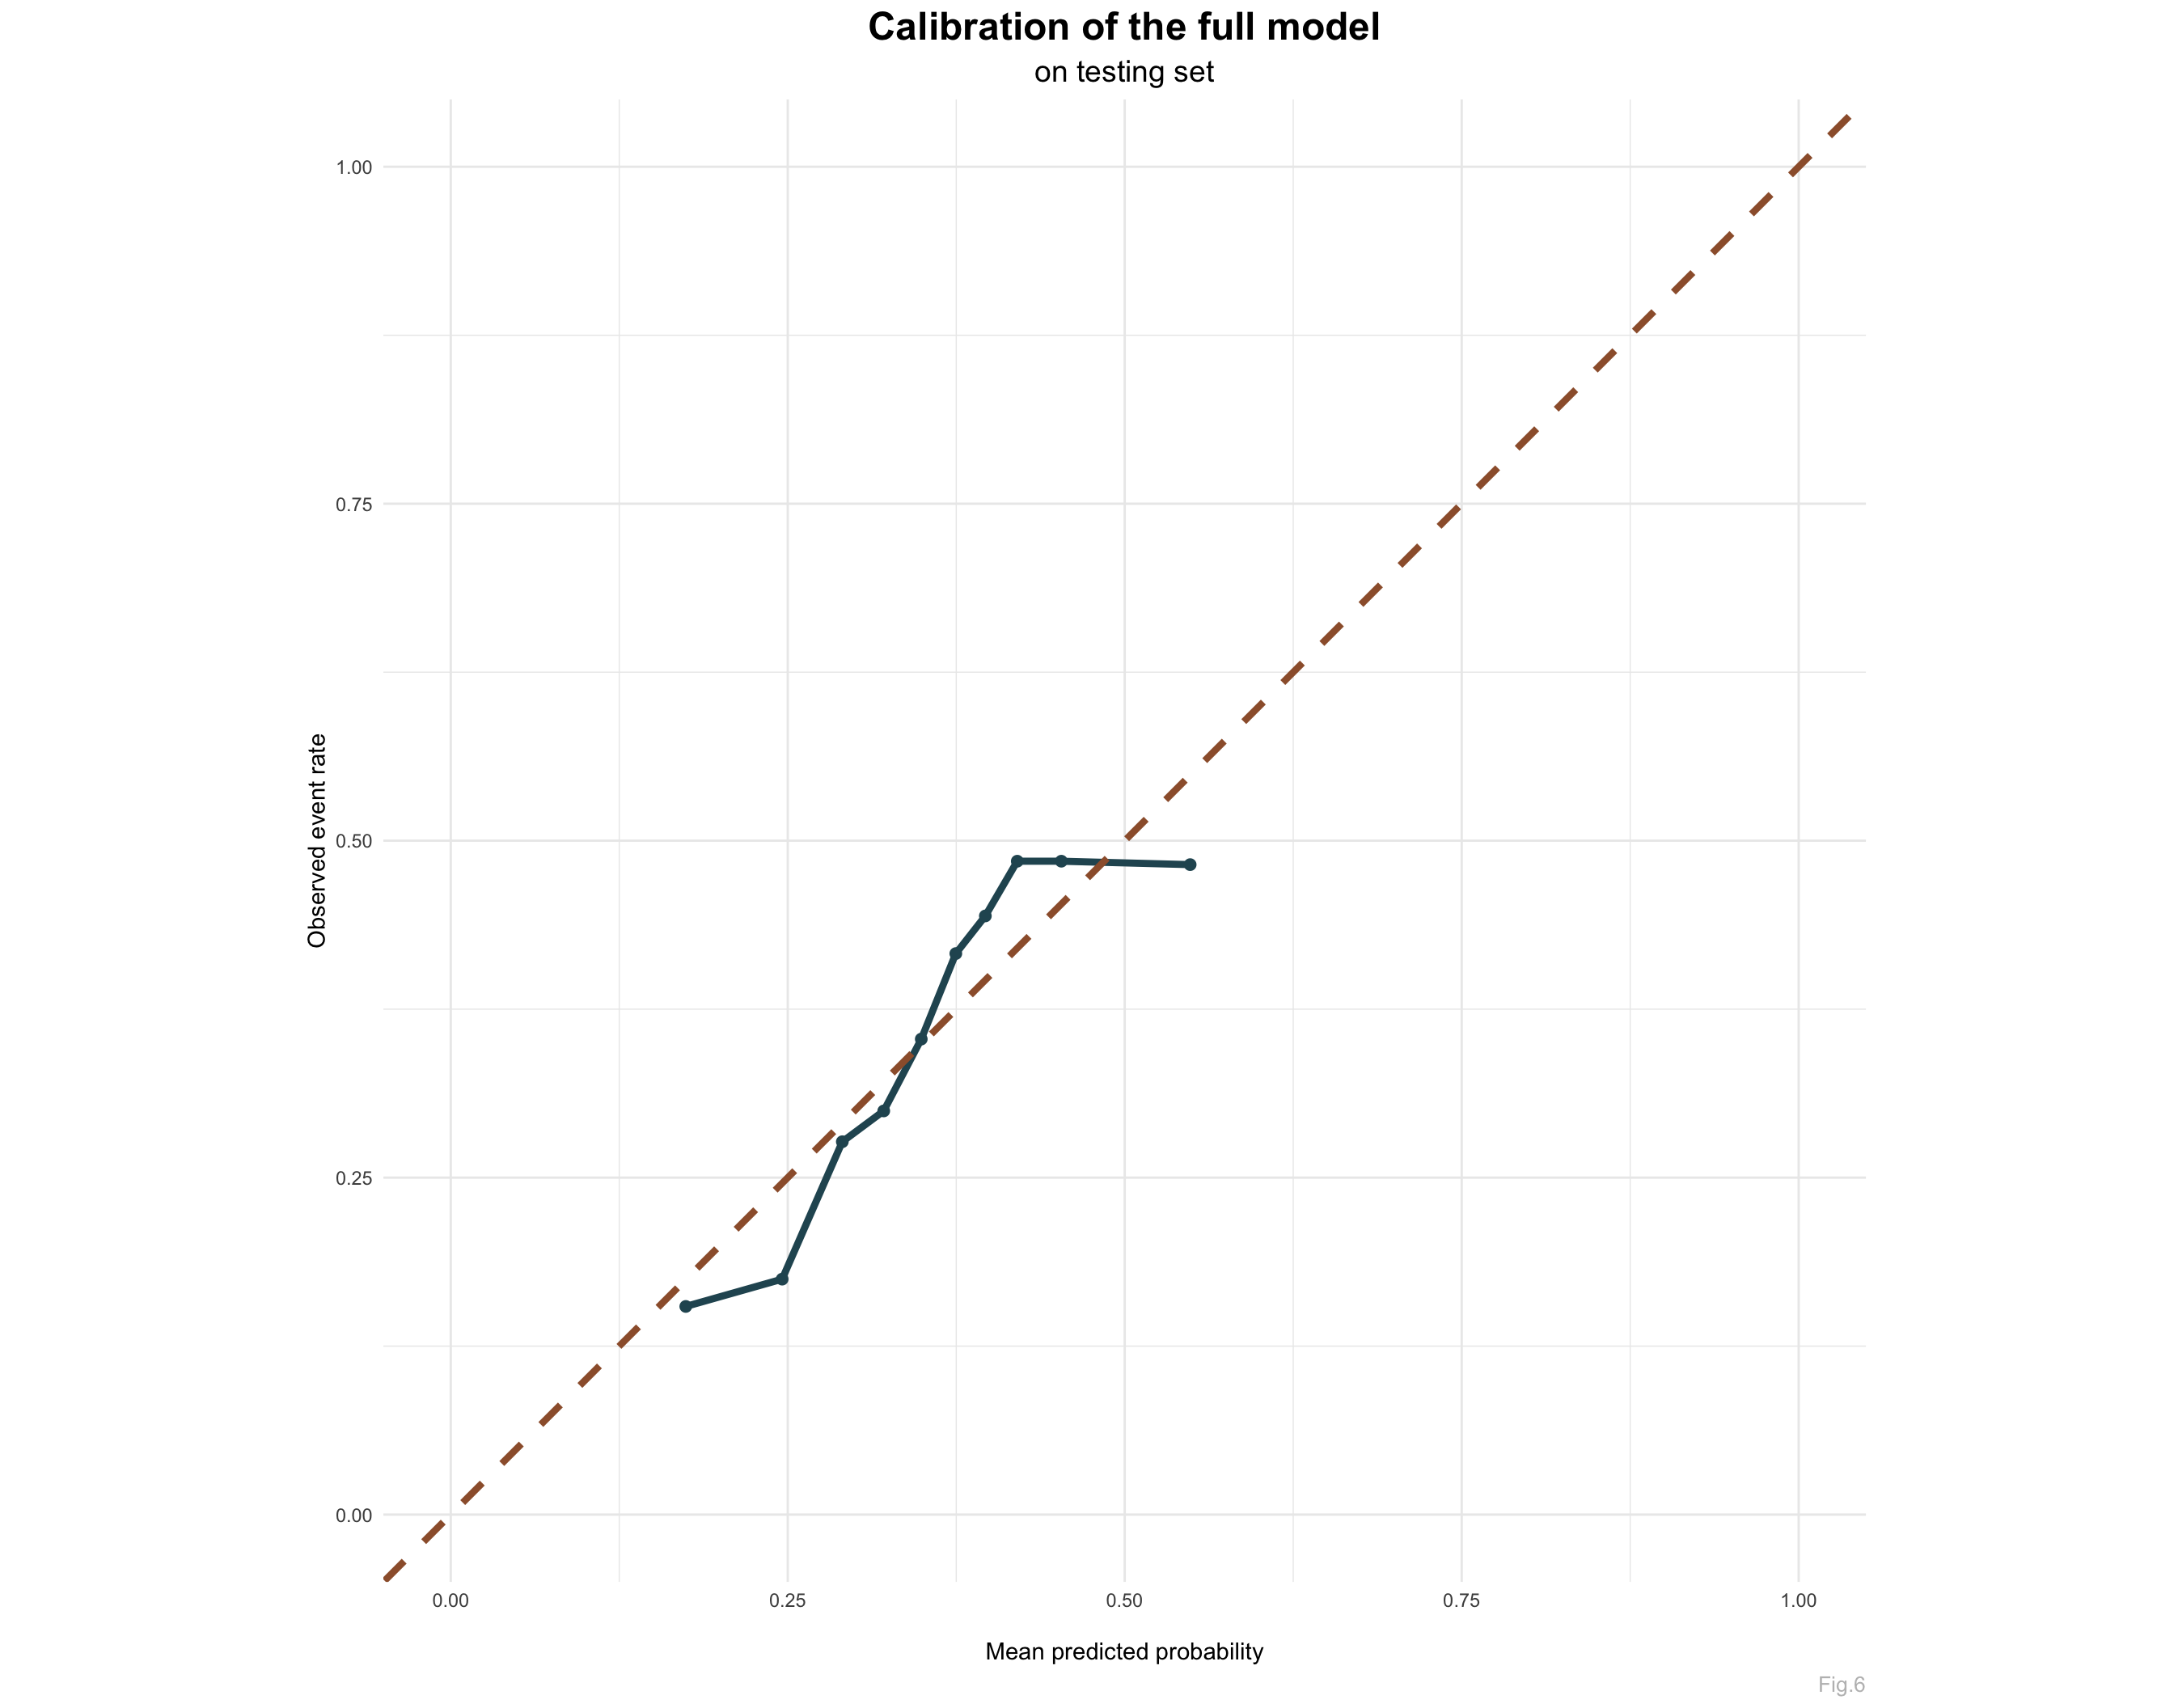 Calibration of the full model
on testing set
Observed event rate
1.00
0.75
0.50
0.25
0.00
0.00 0.25 0.50 0.75 1.00
Mean predicted probability
Fig.6